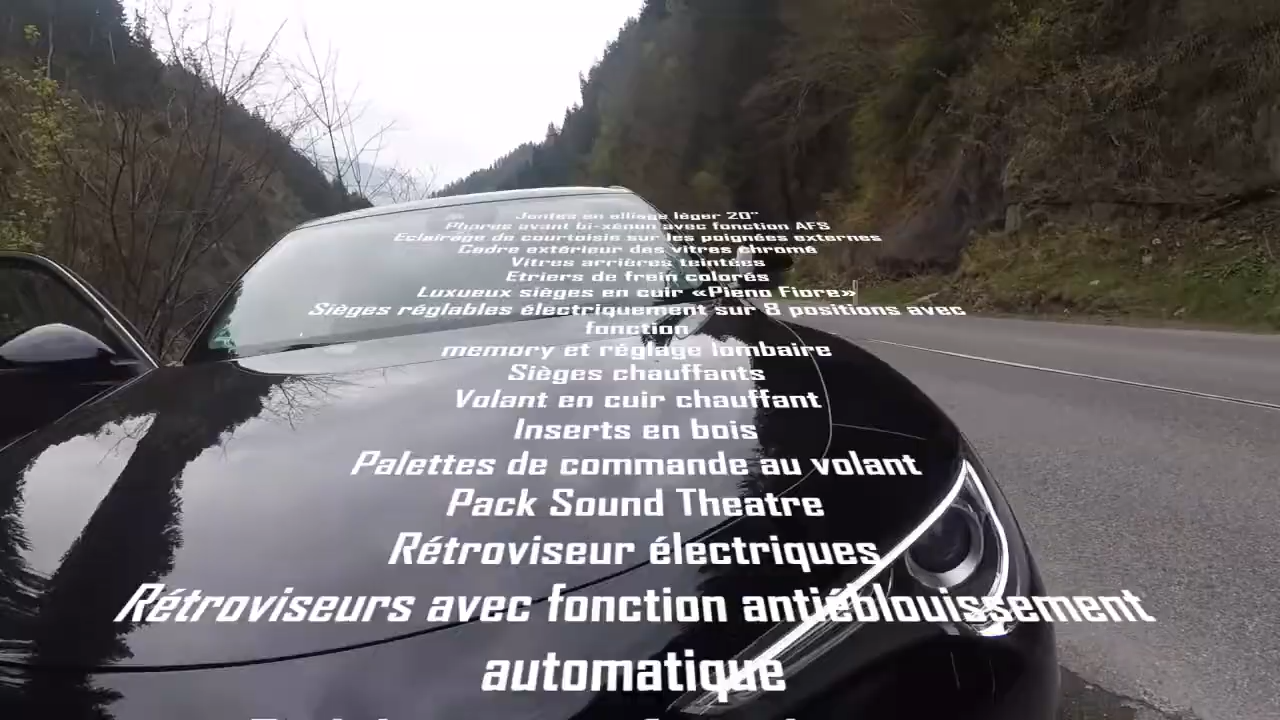 Jantes en alliage léger 20"
Phares avant bi-xénon avec fonction AFS
Eclairage de courtoisie sur les poignées externes
Cadre extérieur des vitres chromé
Vitres arrières teintées
Etriers de frein colorés
Luxueux sièges en cuir «Pieno Fiore»
Sièges réglables électriquement sur 8 positions avec
fonction
memory et réglage lombaire
Sièges chauffants
Volant en cuir chauffant
Inserts en bois
Palettes de commande au volant
Pack Sound Theatre
Rétroviseur électriques
Rétroviseurs avec fonction antiéblouissement
automatique